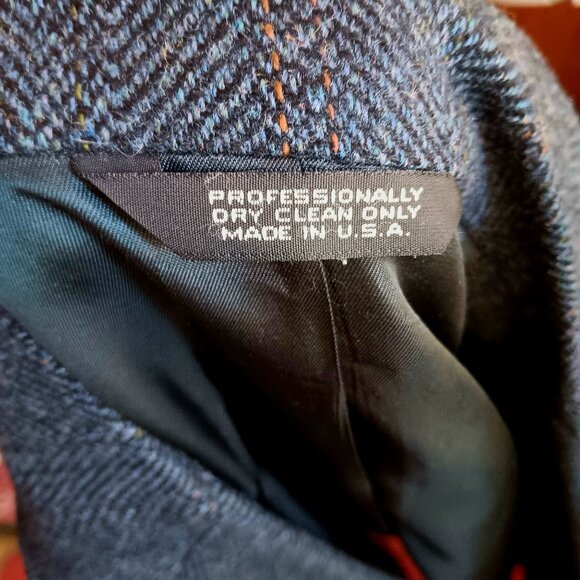 PROFESSIONALLY
DRY CLEAN ONLY
MADE IN U.S.A.